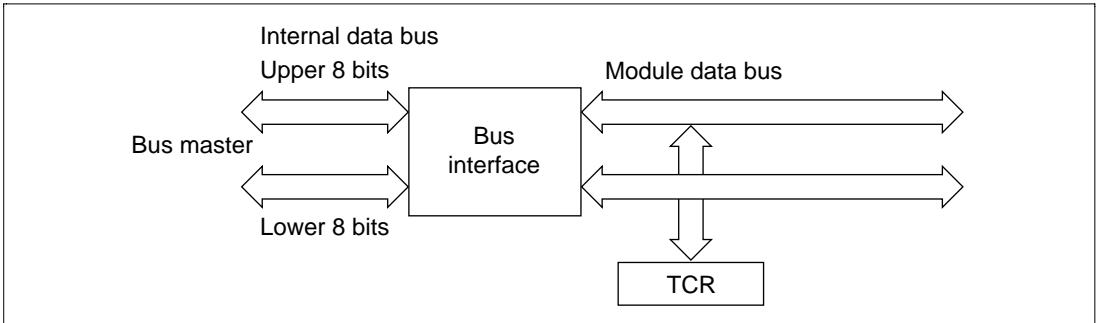 Internal data bus
Upper 8 bits
Module data bus
Bus master
Bus
interface
Lower 8 bits
TCR